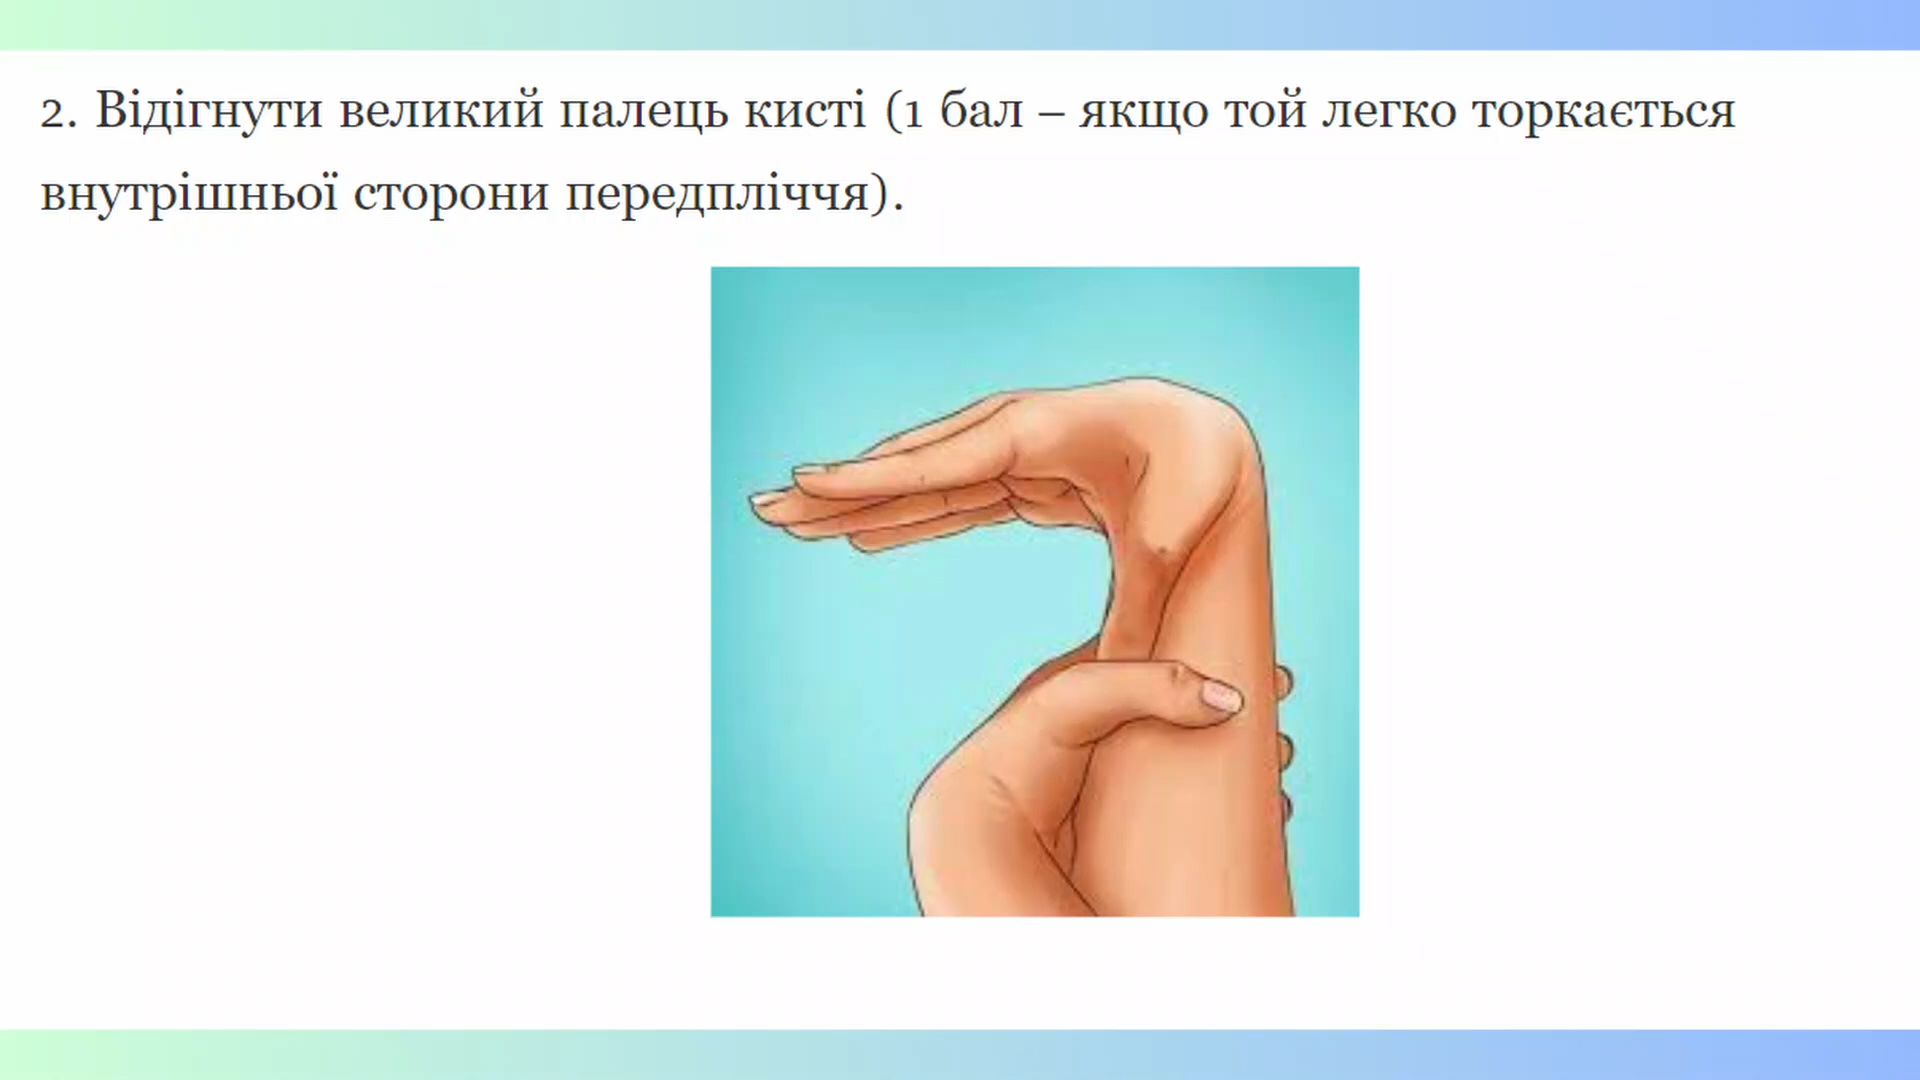 2. Відігнути великий палець кисті (1 бал – якщо той легко торкається
внутрішньої сторони передпліччя).